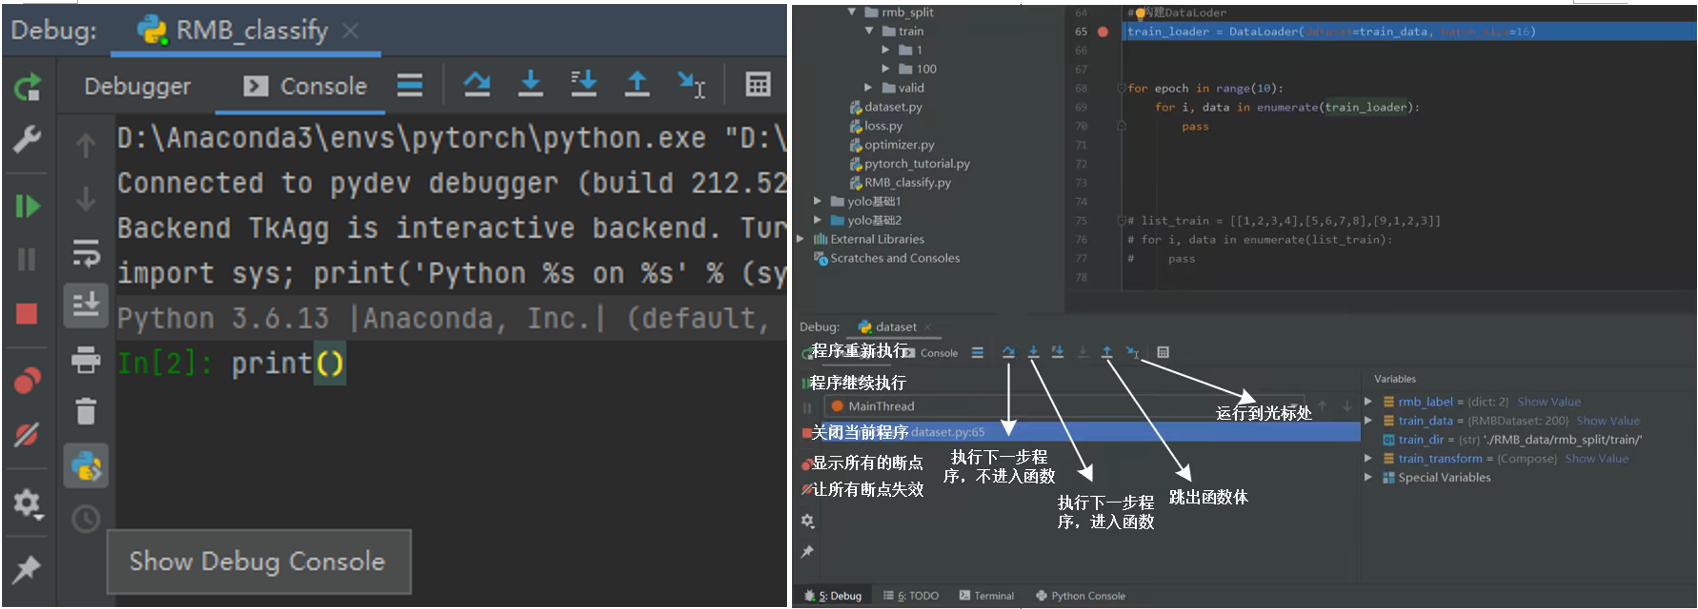 Debug:
RMB_classify
Debugger
Console
D:\Anaconda3\envs\pytorch\python.exe "D:\
Connected to pydev debugger (build 212.52
Backend TkAgg is interactive backend. Tur
import sys; print('Python %s on %s' % (sy
Python 3.6.13 |Anaconda, Inc.| (default,
In[2]: print()
Show Debug Console
rmb_split
train
1
100
valid
dataset.py
loss.py
optimizer.py
pytorch_tutorial.py
RMB_classify.py
yolo基础1
yolo基础2
External Libraries
Scratches and Consoles
64 # 构建DataLoder
65 train_loader = DataLoader(dataset=train_data, batch_size=16)
66
67
68 for epoch in range(10):
69 for i, data in enumerate(train_loader):
70 pass
71
72
73
74
75 # list_train = [[1,2,3,4],[5,6,7,8],[9,1,2,3]]
76 # for i, data in enumerate(list_train):
77 # pass
78
Debug:
dataset
程序重新执行
Console
程序继续执行
MainThread
关闭当前程序
dataset.py:65
显示所有的断点
让所有断点失效
执行下一步程
序，不进入函数
执行下一步程
序，进入函数
跳出函数体
运行到光标处
Variables
rmb_label = {dict: 2} Show Value
train_data = {RMBDataset: 200} Show Value
train_dir = {str} './RMB_data/rmb_split/train/'
train_transform = {Compose} Show Value
Special Variables
5: Debug
6: TODO
Terminal
Python Console